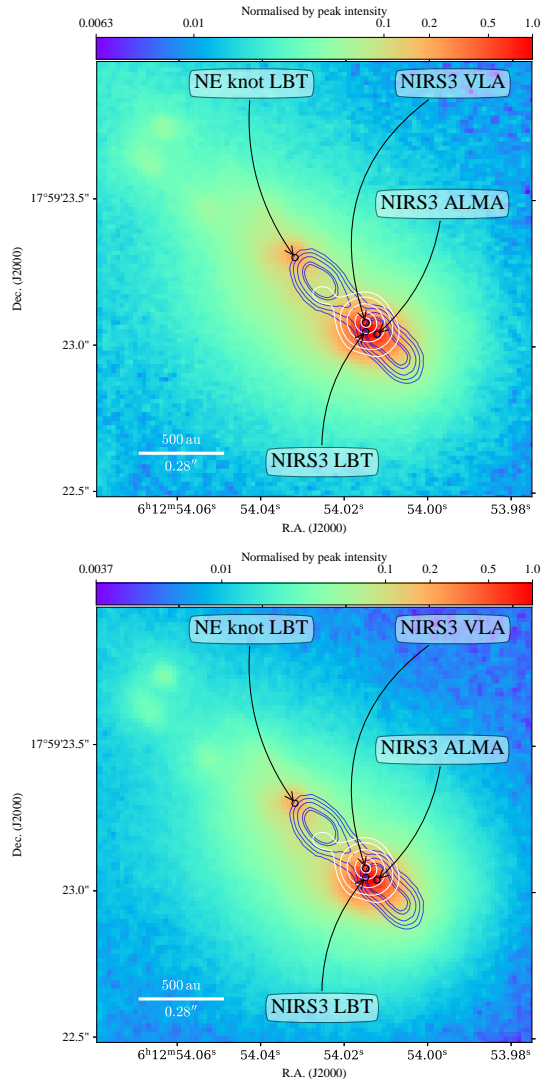 Normalised by peak intensity
0.0063 0.01 0.1 0.2 0.5 1.0
NE knot LBT NIRS3 VLA
17°59'23.5"
NIRS3 ALMA
Dec. (J2000)
23.0"
500 au
0.28″
NIRS3 LBT
22.5"
6ʰ12ᵐ54.06ˢ 54.04ˢ 54.02ˢ 54.00ˢ 53.98ˢ
R.A. (J2000)
Normalised by peak intensity
0.0037 0.01 0.1 0.2 0.5 1.0
NE knot LBT NIRS3 VLA
17°59'23.5"
NIRS3 ALMA
Dec. (J2000)
23.0"
500 au
0.28″
NIRS3 LBT
22.5"
6ʰ12ᵐ54.06ˢ 54.04ˢ 54.02ˢ 54.00ˢ 53.98ˢ
R.A. (J2000)